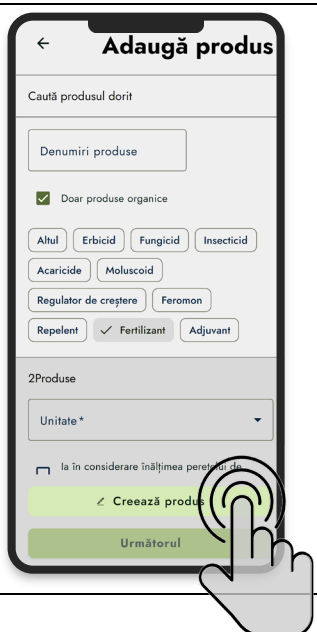 Adaugă produs
Caută produsul dorit
Denumiri produse
Doar produse organice
Altul Erbicid Fungicid Insecticid
Acaricide Moluscoid
Regulator de creștere Feromon
Repelent Fertilizant Adjuvant
2Produse
Unitate*
Ia în considerare înălțimea peretelui de
Creează produs
Următorul